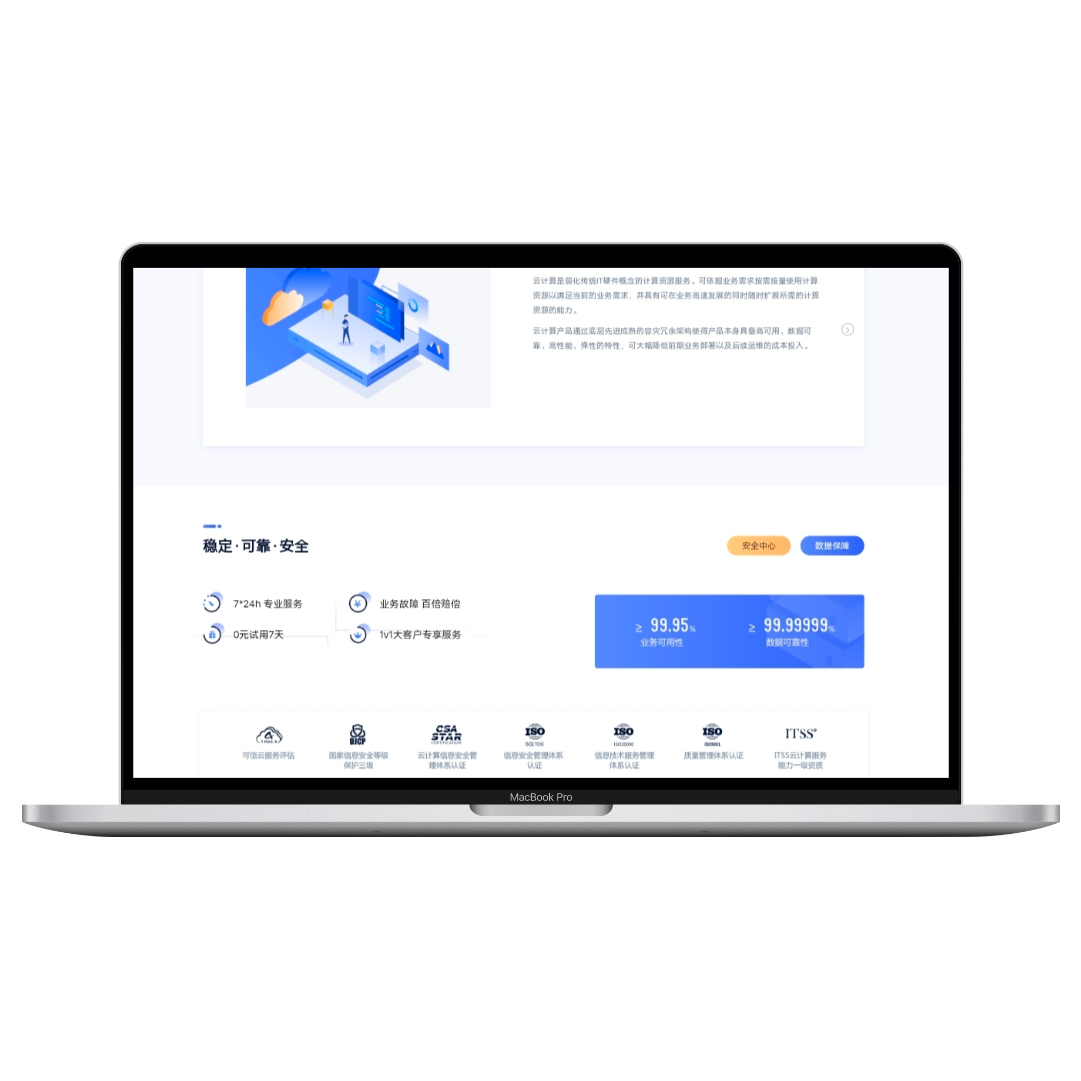 云计算是弱化传统IT硬件概念的计算资源服务。可依据业务需求按需按量使用计算
资源以满足当前的业务需求，并具有可在业务高速发展的同时随时扩展所需的计算
资源的能力。
云计算产品通过底层先进成熟的容灾冗余架构使得产品本身具备高可用、数据可
靠、高性能、弹性的特性，可大幅降低前期业务部署以及后续运维的成本投入。
稳定·可靠·安全
安全中心
数据保障
7*24h 专业服务
业务故障 百倍赔偿
0元试用7天
1v1大客户专享服务
≥ 99.95%
业务可用性
≥ 99.99999%
数据可靠性
DJCP
CSA
STAR
CERTIFICATION
ISO
ISO27001
ISO
ISO20000
ISO
ISO9001
ITSS®
可信云服务评估
国家信息安全等级
保护三级
云计算信息安全管
理体系认证
信息安全管理体系
认证
信息技术服务管理
体系认证
质量管理体系认证
ITSS云计算服务
能力一级资质
MacBook Pro